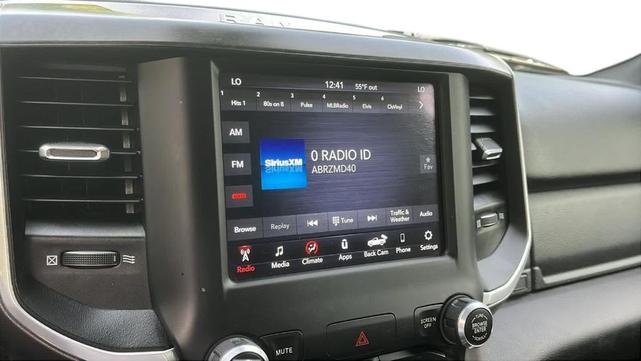 RAM
LO 12:41 55°F out LO
1 2 3 4 5 6
Hits 1 80s on 8 Pulse MLBRadio Elvis ClsVinyl
AM
FM
SiriusXM
0 RADIO ID
ABRZMD40
Fav
Browse Replay Tune Traffic & Weather Audio
Radio Media Climate Apps Back Cam Phone Settings
MUTE
SCREEN OFF
TUNE
BROWSE
ENTER